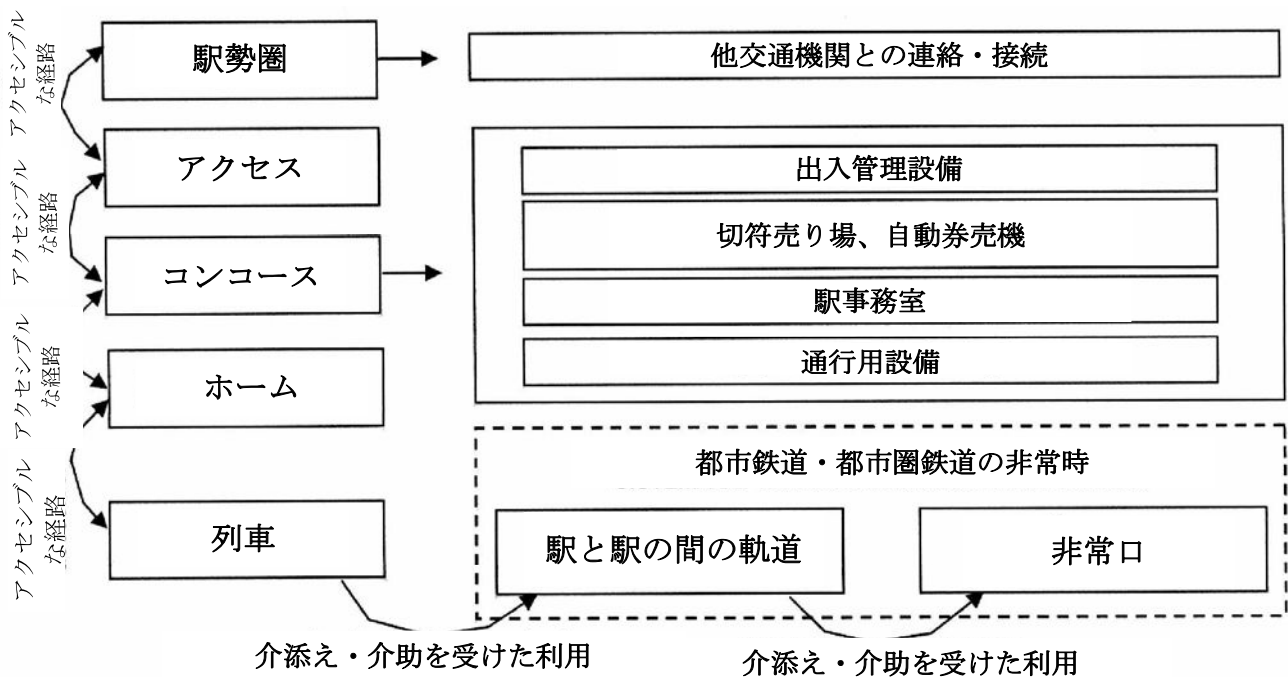 アクセシブル
な経路
駅勢圏
他交通機関との連絡・接続
アクセス
出入管理設備
アクセシブル
な経路
切符売り場、自動券売機
コンコース
駅事務室
アクセシブル
な経路
通行用設備
ホーム
都市鉄道・都市圏鉄道の非常時
アクセシブル
な経路
列車
駅と駅の間の軌道
非常口
介添え・介助を受けた利用
介添え・介助を受けた利用